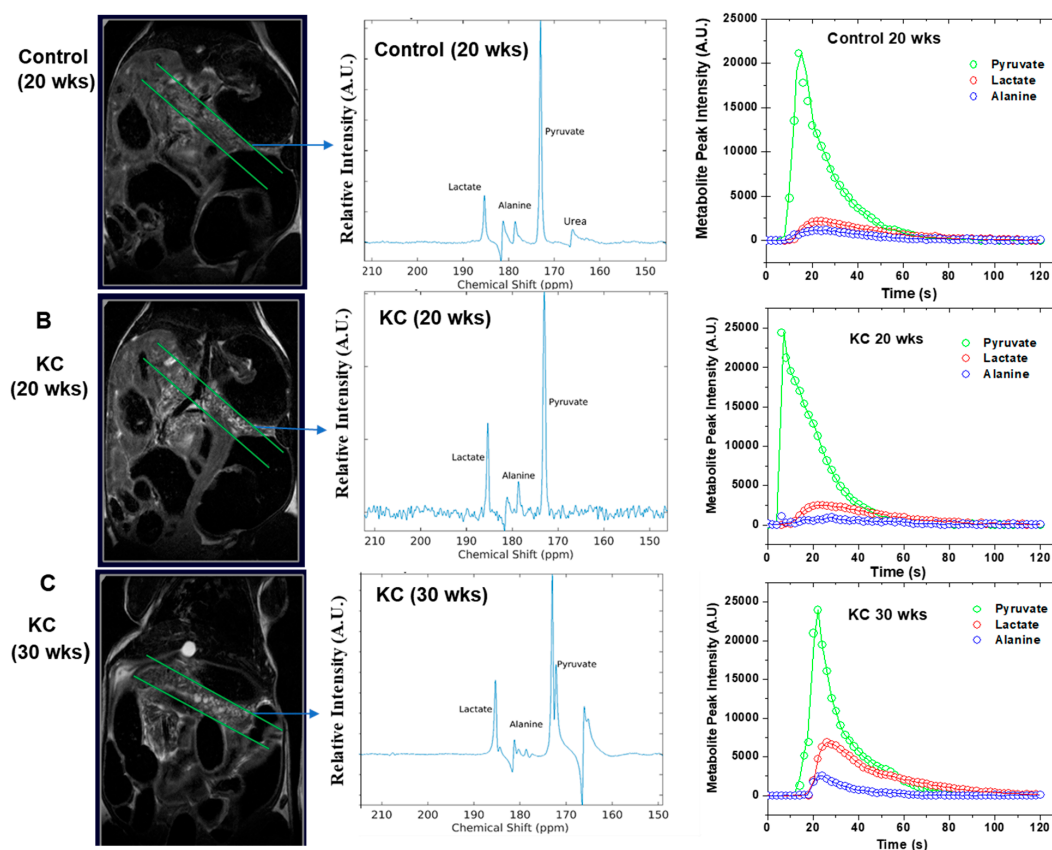 Control
(20 wks)
Relative Intensity (A.U.)
Control (20 wks)
Lactate
Alanine
Pyruvate
Urea
210 200 190 180 170 160 150
Chemical Shift (ppm)
Metabolite Peak Intensity (A.U.)
25000
20000
15000
10000
5000
0
Control 20 wks
Pyruvate
Lactate
Alanine
0 20 40 60 80 100 120
Time (s)
B
KC
(20 wks)
Relative Intensity (A.U.)
KC (20 wks)
Lactate
Alanine
Pyruvate
210 200 190 180 170 160 150
Chemical Shift (ppm)
Metabolite Peak Intensity (A.U.)
25000
20000
15000
10000
5000
0
KC 20 wks
Pyruvate
Lactate
Alanine
0 20 40 60 80 100 120
Time (s)
C
KC
(30 wks)
Relative Intensity (A.U.)
KC (30 wks)
Lactate
Alanine
Pyruvate
210 200 190 180 170 160 150
Chemical Shift (ppm)
Metabolite Peak Intensity (A.U)
25000
20000
15000
10000
5000
0
KC 30 wks
Pyruvate
Lactate
Alanine
0 20 40 60 80 100 120
Time (s)